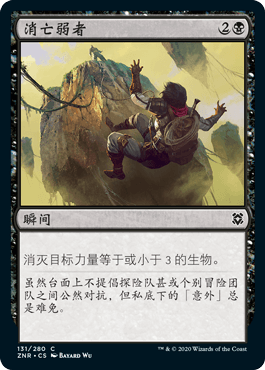 消亡弱者 2
瞬间
消灭目标力量等于或小于 3 的生物。
虽然台面上不提倡探险队甚或个别冒险团
队之间公然对抗，但私底下的「意外」总
是难免。
131/280 C
ZNR • CS BAYARD WU
™ & © 2020 Wizards of the Coast